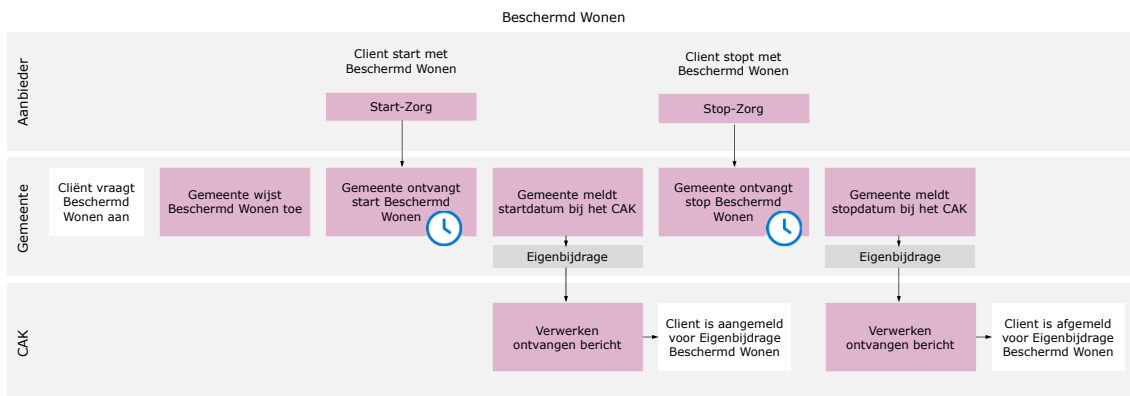 Beschermd Wonen
Aanbieder
Client start met
Beschermd Wonen
Start-Zorg
Client stopt met
Beschermd Wonen
Stop-Zorg
Gemeente
Cliënt vraagt
Beschermd
Wonen aan
Gemeente wijst
Beschermd Wonen toe
Gemeente ontvangt
start Beschermd
Wonen
Gemeente meldt
startdatum bij het CAK
Eigenbijdrage
Gemeente ontvangt
stop Beschermd
Wonen
Gemeente meldt
stopdatum bij het CAK
Eigenbijdrage
CAK
Verwerken
ontvangen bericht
Client is aangemeld
voor Eigenbijdrage
Beschermd Wonen
Verwerken
ontvangen bericht
Client is afgemeld
voor Eigenbijdrage
Beschermd Wonen